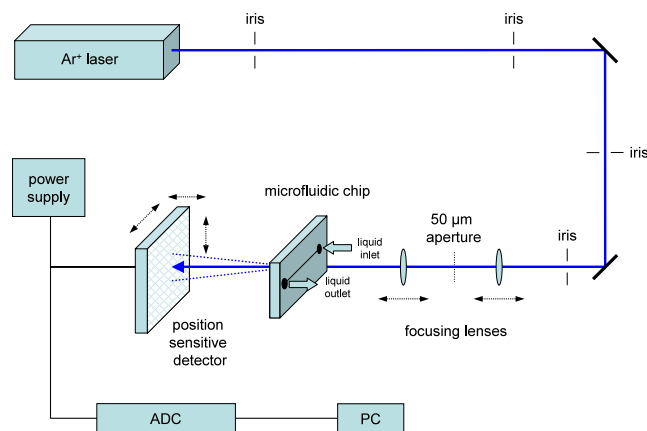 iris
iris
Ar⁺ laser
iris
power
supply
microfluidic chip
50 µm
aperture
iris
liquid
inlet
liquid
outlet
focusing lenses
position
sensitive
detector
ADC
PC